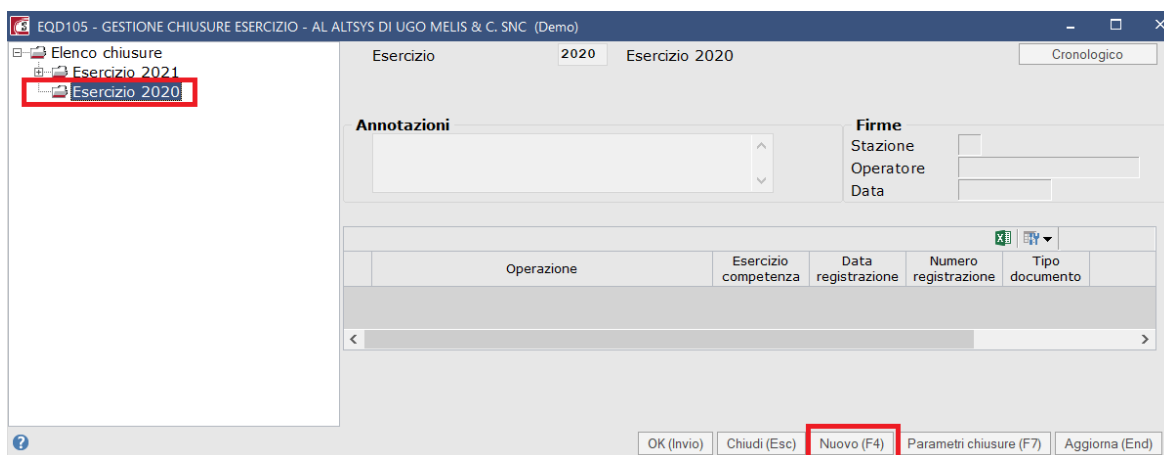 EQD105 - GESTIONE CHIUSURE ESERCIZIO - AL ALTSYS DI UGO MELIS & C. SNC (Demo)
Elenco chiusure
Esercizio 2021
Esercizio 2020
Esercizio 2020 Esercizio 2020 Cronologico
Annotazioni
Firme
Stazione
Operatore
Data
Operazione Esercizio competenza Data registrazione Numero registrazione Tipo documento
OK (Invio) Chiudi (Esc) Nuovo (F4) Parametri chiusure (F7) Aggiorna (End)